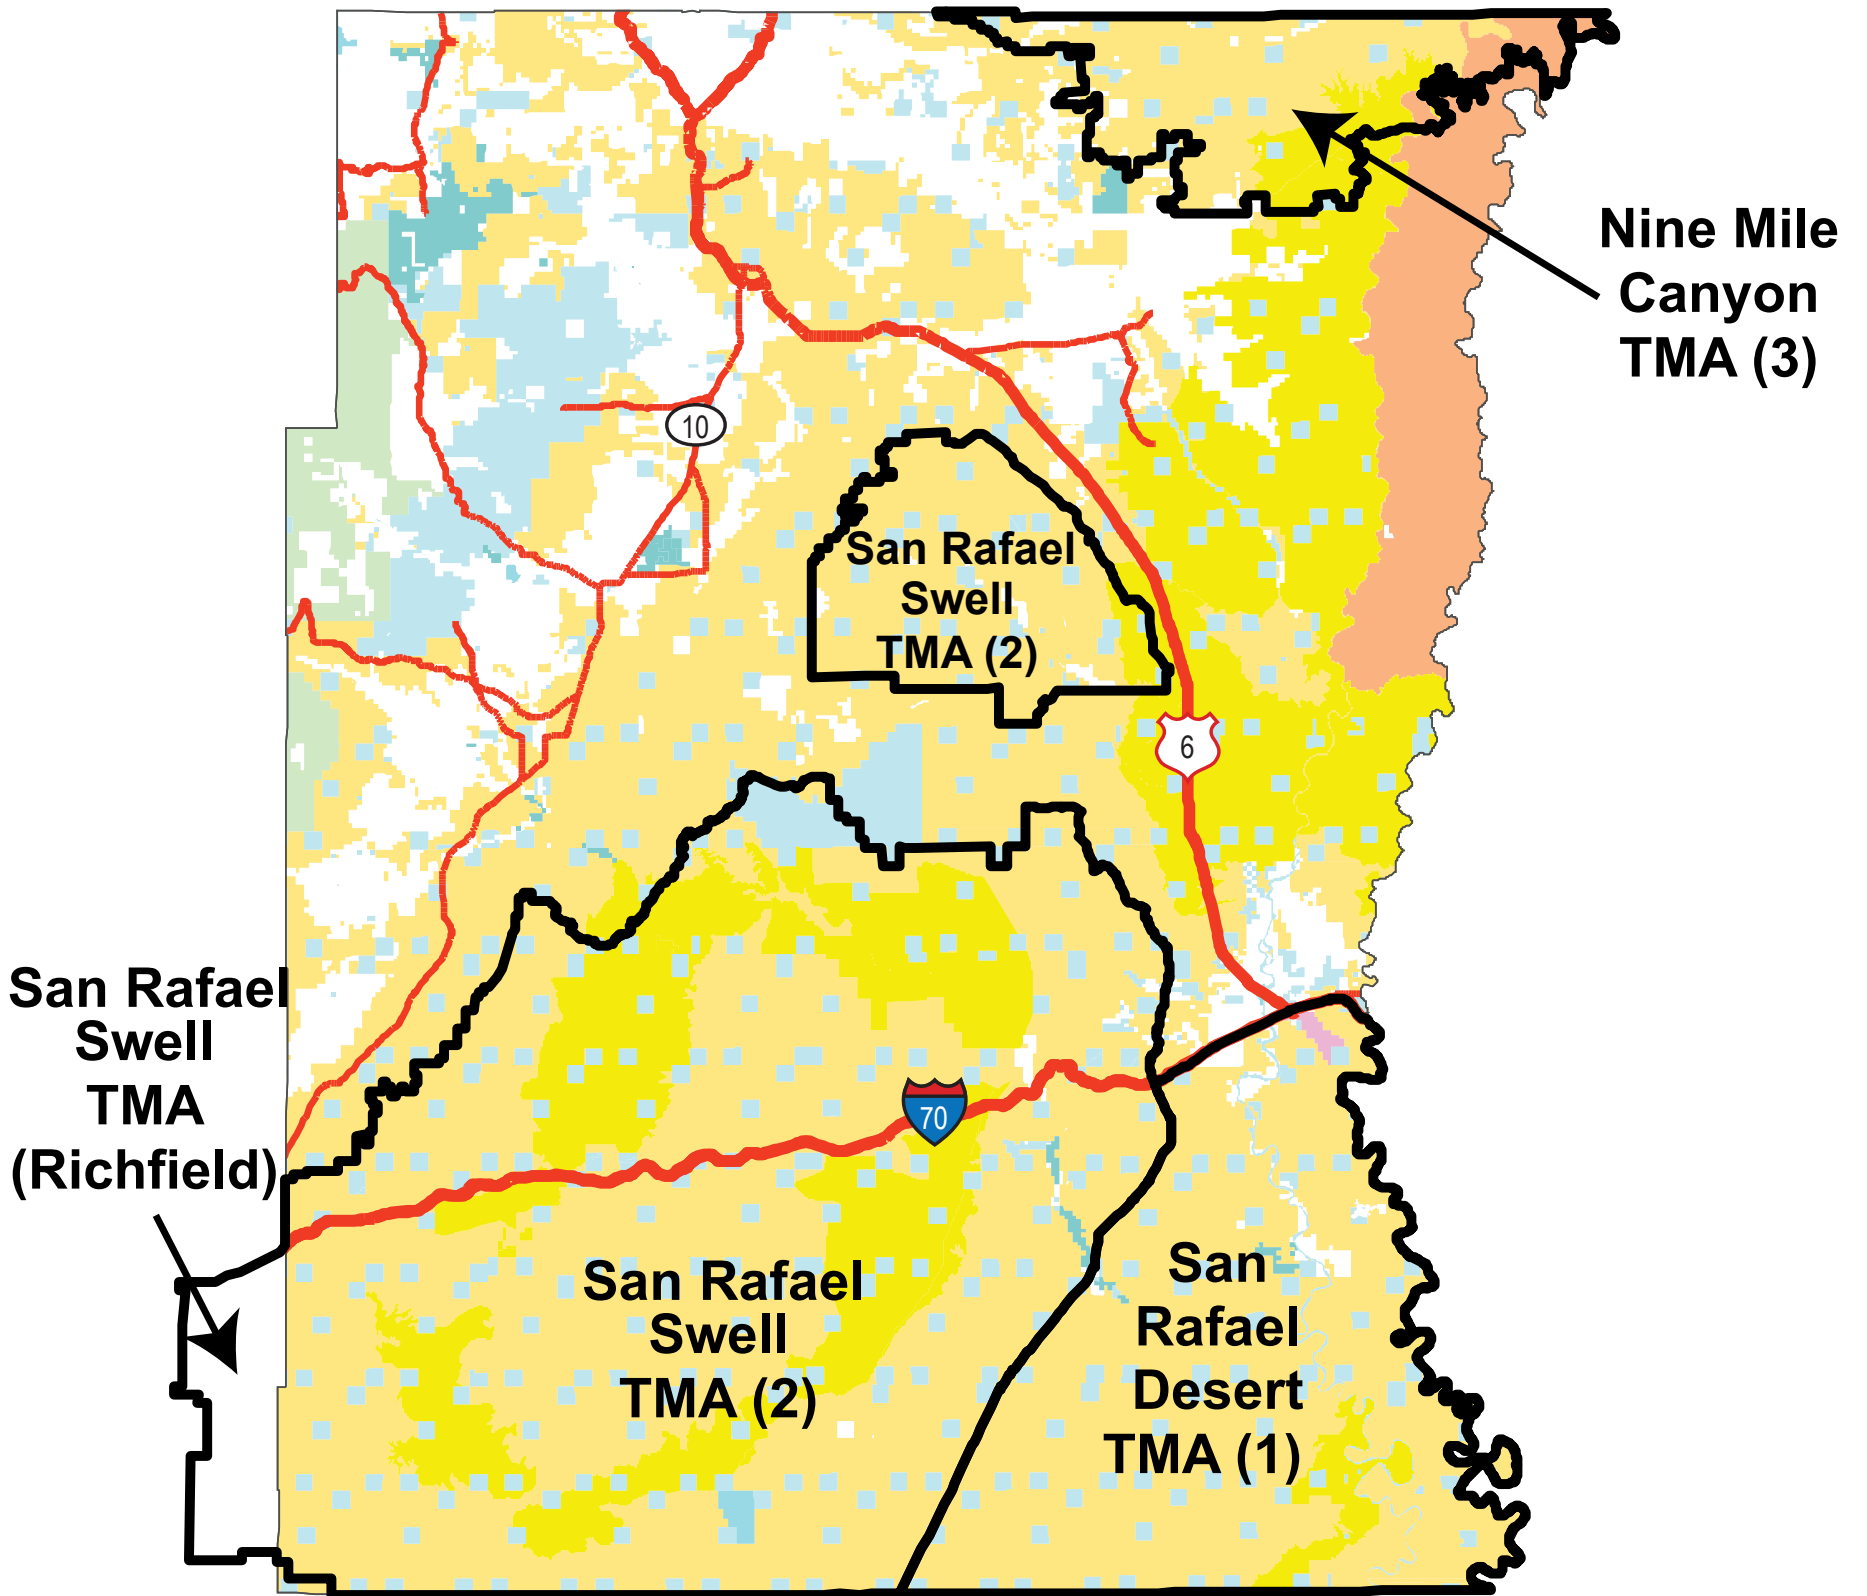 Nine Mile
Canyon
TMA (3)
10
San Rafael
Swell
TMA (2)
6
San Rafael
Swell
TMA
(Richfield)
70
San Rafael
Swell
TMA (2)
San
Rafael
Desert
TMA (1)